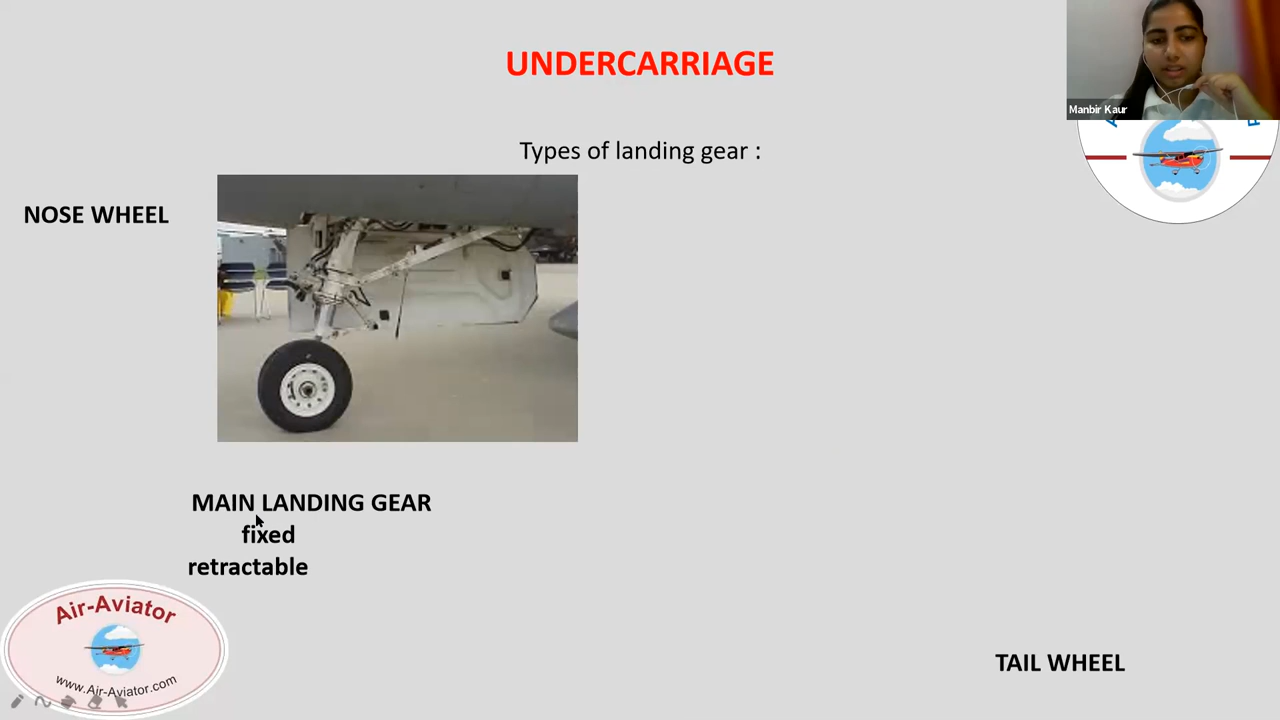 UNDERCARRIAGE
Manbir Kaur
Types of landing gear :
NOSE WHEEL
MAIN LANDING GEAR
fixed
retractable
Air-Aviator
www.Air-Aviator.com
TAIL WHEEL